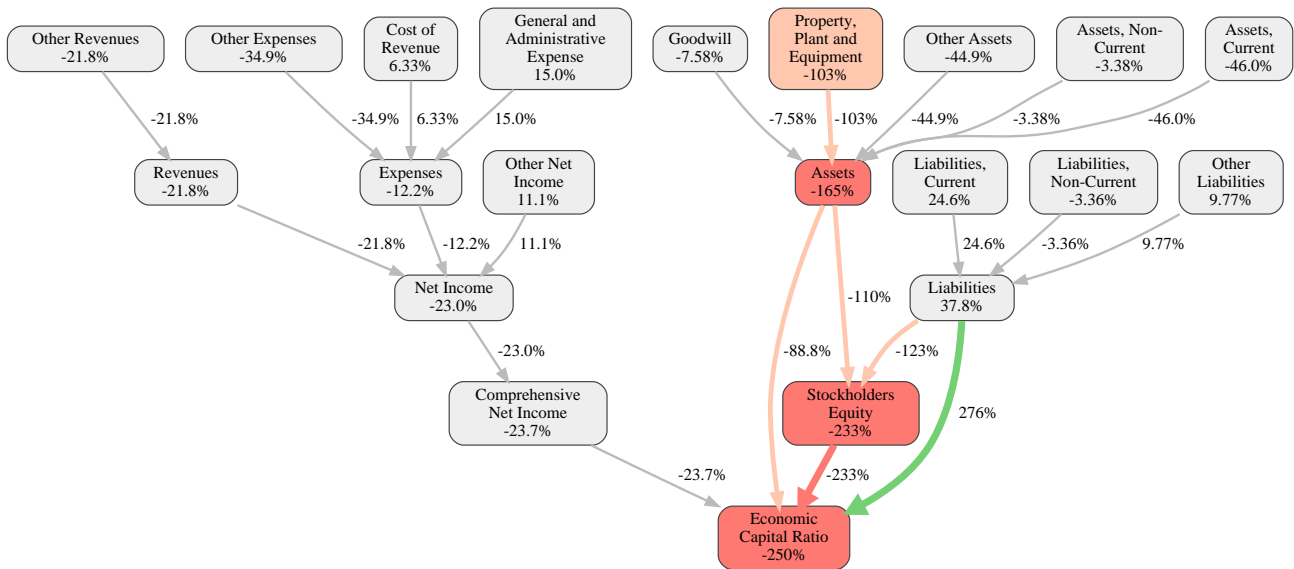 Other Revenues
-21.8%
Other Expenses
-34.9%
Cost of
Revenue
6.33%
General and
Administrative
Expense
15.0%
Goodwill
-7.58%
Property,
Plant and
Equipment
-103%
Other Assets
-44.9%
Assets, Non-
Current
-3.38%
Assets,
Current
-46.0%
-21.8%
-34.9%
6.33%
15.0%
-7.58%
-103%
-44.9%
-3.38%
-46.0%
Revenues
-21.8%
Expenses
-12.2%
Other Net
Income
11.1%
Assets
-165%
Liabilities,
Current
24.6%
Liabilities,
Non-Current
-3.36%
Other
Liabilities
9.77%
-21.8%
-12.2%
11.1%
24.6%
-3.36%
9.77%
Net Income
-23.0%
-110%
Liabilities
37.8%
-23.0%
-88.8%
-123%
Comprehensive
Net Income
-23.7%
Stockholders
Equity
-233%
276%
-23.7%
-233%
Economic
Capital Ratio
-250%